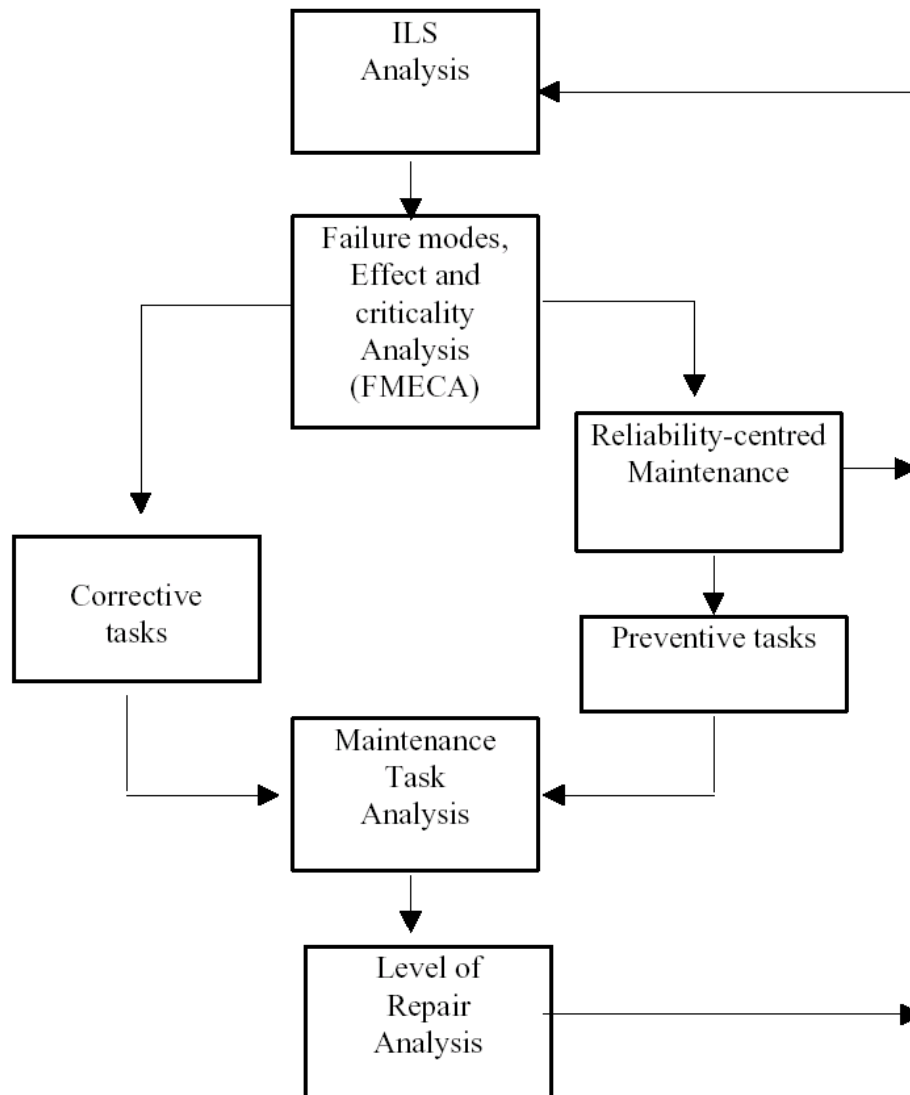 ILS
Analysis
Failure modes,
Effect and
criticality
Analysis
(FMECA)
Reliability-centred
Maintenance
Corrective
tasks
Preventive tasks
Maintenance
Task
Analysis
Level of
Repair
Analysis